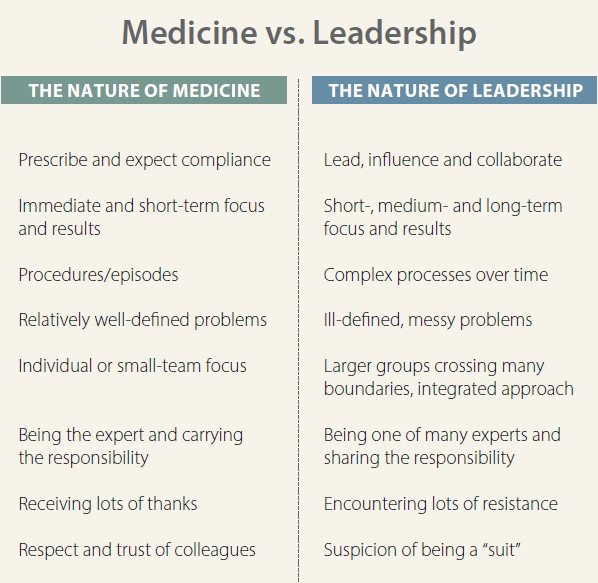 Medicine vs. Leadership
THE NATURE OF MEDICINE
THE NATURE OF LEADERSHIP
Prescribe and expect compliance
Lead, influence and collaborate
Immediate and short-term focus
and results
Short-, medium- and long-term
focus and results
Procedures/episodes
Complex processes over time
Relatively well-defined problems
Ill-defined, messy problems
Individual or small-team focus
Larger groups crossing many
boundaries, integrated approach
Being the expert and carrying
the responsibility
Being one of many experts and
sharing the responsibility
Receiving lots of thanks
Encountering lots of resistance
Respect and trust of colleagues
Suspicion of being a “suit”